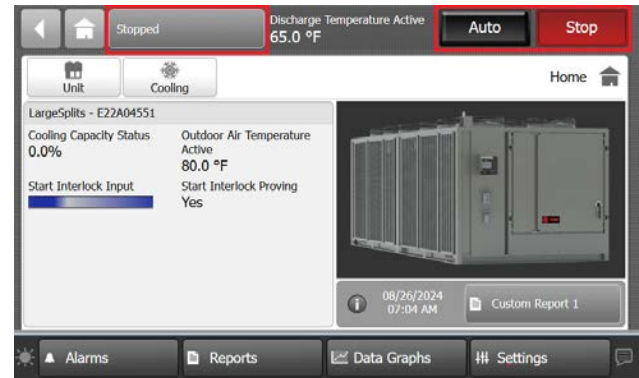 Stopped
Discharge Temperature Active
65.0 °F
Auto
Stop
Unit
Cooling
Home
LargeSplits - E22A04551
Cooling Capacity Status
0.0%
Outdoor Air Temperature
Active
80.0 °F
Start Interlock Input
Start Interlock Proving
Yes
08/26/2024
07:04 AM
Custom Report 1
Alarms
Reports
Data Graphs
Settings